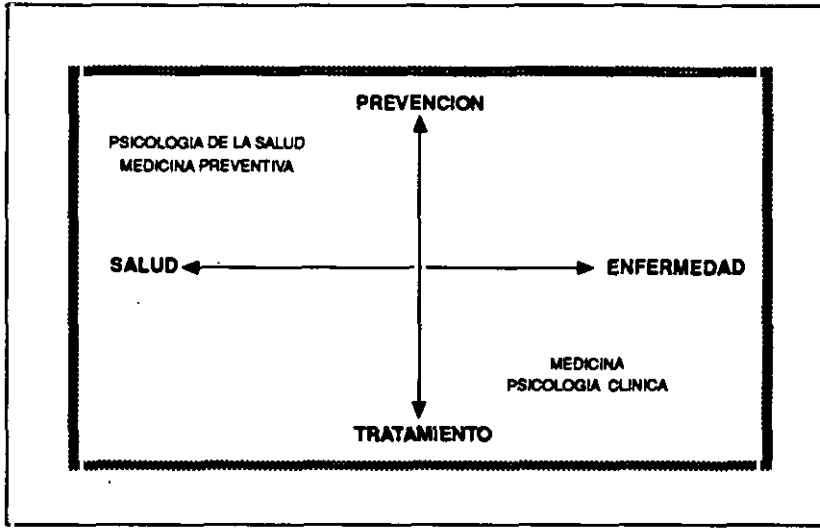 PREVENCION
PSICOLOGIA DE LA SALUD
MEDICINA PREVENTIVA
SALUD
ENFERMEDAD
MEDICINA
PSICOLOGIA CLINICA
TRATAMIENTO